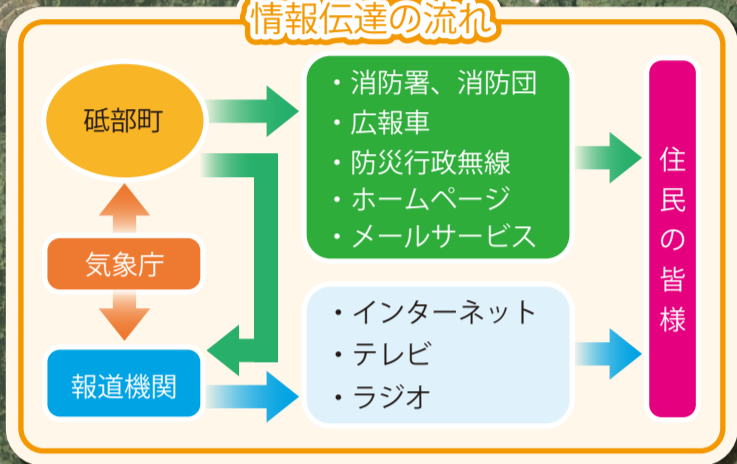 情報伝達の流れ
砥部町
・消防署、消防団
・広報車
・防災行政無線
・ホームページ
・メールサービス
気象庁
報道機関
・インターネット
・テレビ
・ラジオ
住民の皆様